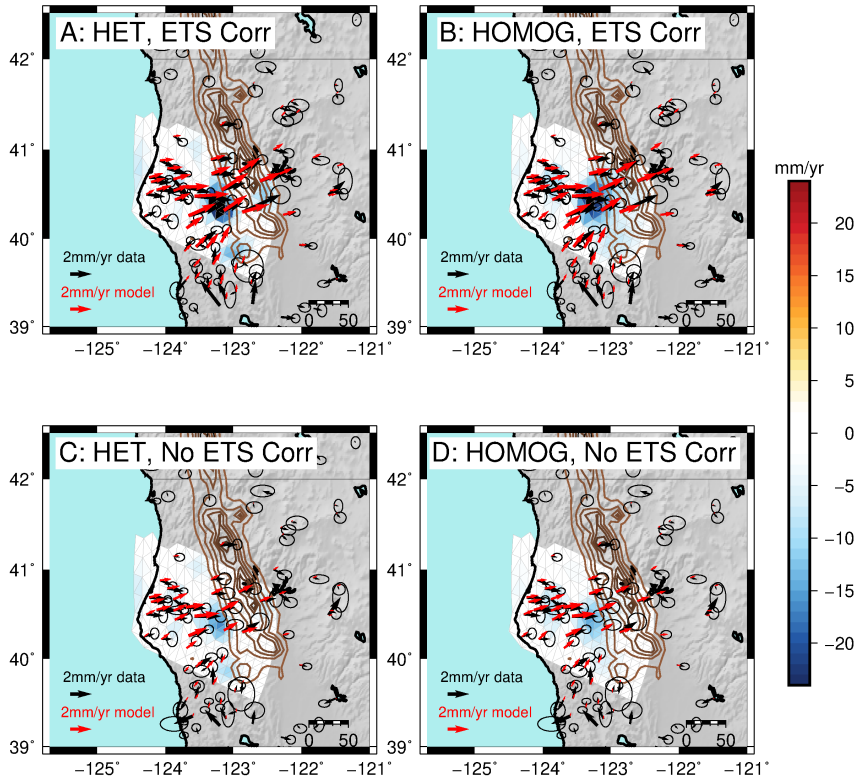 A: HET, ETS Corr
B: HOMOG, ETS Corr
42˚
41˚
40˚
39˚
2mm/yr data
2mm/yr model
0 50
−125 −124 −123 −122 −121
42˚
41˚
40˚
39˚
2mm/yr data
2mm/yr model
0 50
−125 −124 −123 −122 −121
mm/yr
20
15
10
5
0
−5
−10
−15
−20
C: HET, No ETS Corr
D: HOMOG, No ETS Corr
42˚
41˚
40˚
39˚
2mm/yr data
2mm/yr model
0 50
−125 −124 −123 −122 −121
42˚
41˚
40˚
39˚
2mm/yr data
2mm/yr model
0 50
−125 −124 −123 −122 −121